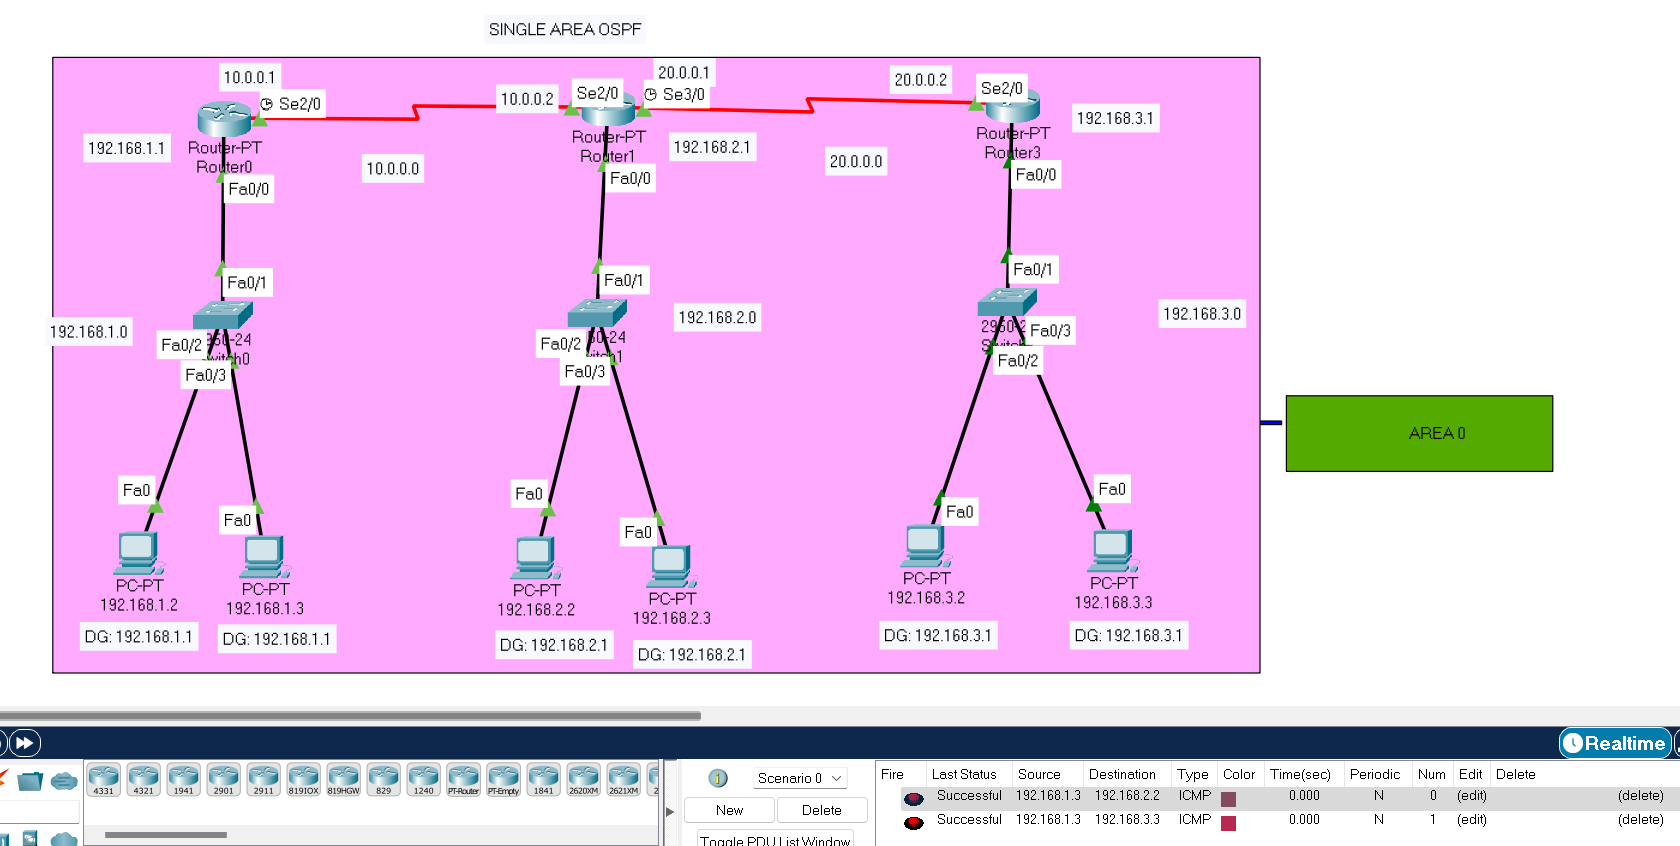 SINGLE AREA OSPF
10.0.0.1
Se2/0
10.0.0.2
Se2/0
20.0.0.1
Se3/0
20.0.0.2
Se2/0
192.168.3.1
192.168.1.1
Router-PT
Router0
Fa0/0
10.0.0.0
Router-PT
Router1
Fa0/0
192.168.2.1
20.0.0.0
Router-PT
Router3
Fa0/0
Fa0/1
Fa0/1
Fa0/1
192.168.1.0
Fa0/2
Fa0/3
192.168.2.0
Fa0/2
Fa0/3
192.168.3.0
Fa0/3
Fa0/2
AREA 0
Fa0
Fa0
Fa0
Fa0
Fa0
Fa0
PC-PT
192.168.1.2
DG: 192.168.1.1
PC-PT
192.168.1.3
DG: 192.168.1.1
PC-PT
192.168.2.2
DG: 192.168.2.1
PC-PT
192.168.2.3
DG: 192.168.2.1
PC-PT
192.168.3.2
DG: 192.168.3.1
PC-PT
192.168.3.3
DG: 192.168.3.1
Realtime
4331 4321 1941 2901 2911 819IOX 819HGW 829 1240 PT-Router PT-Empty 1841 2620XM 2621XM
Scenario 0
New Delete
Toggle PDU List Window
Fire Last Status Source Destination Type Color Time(sec) Periodic Num Edit Delete
Successful 192.168.1.3 192.168.2.2 ICMP 0.000 N 0 (edit) (delete)
Successful 192.168.1.3 192.168.3.3 ICMP 0.000 N 1 (edit) (delete)